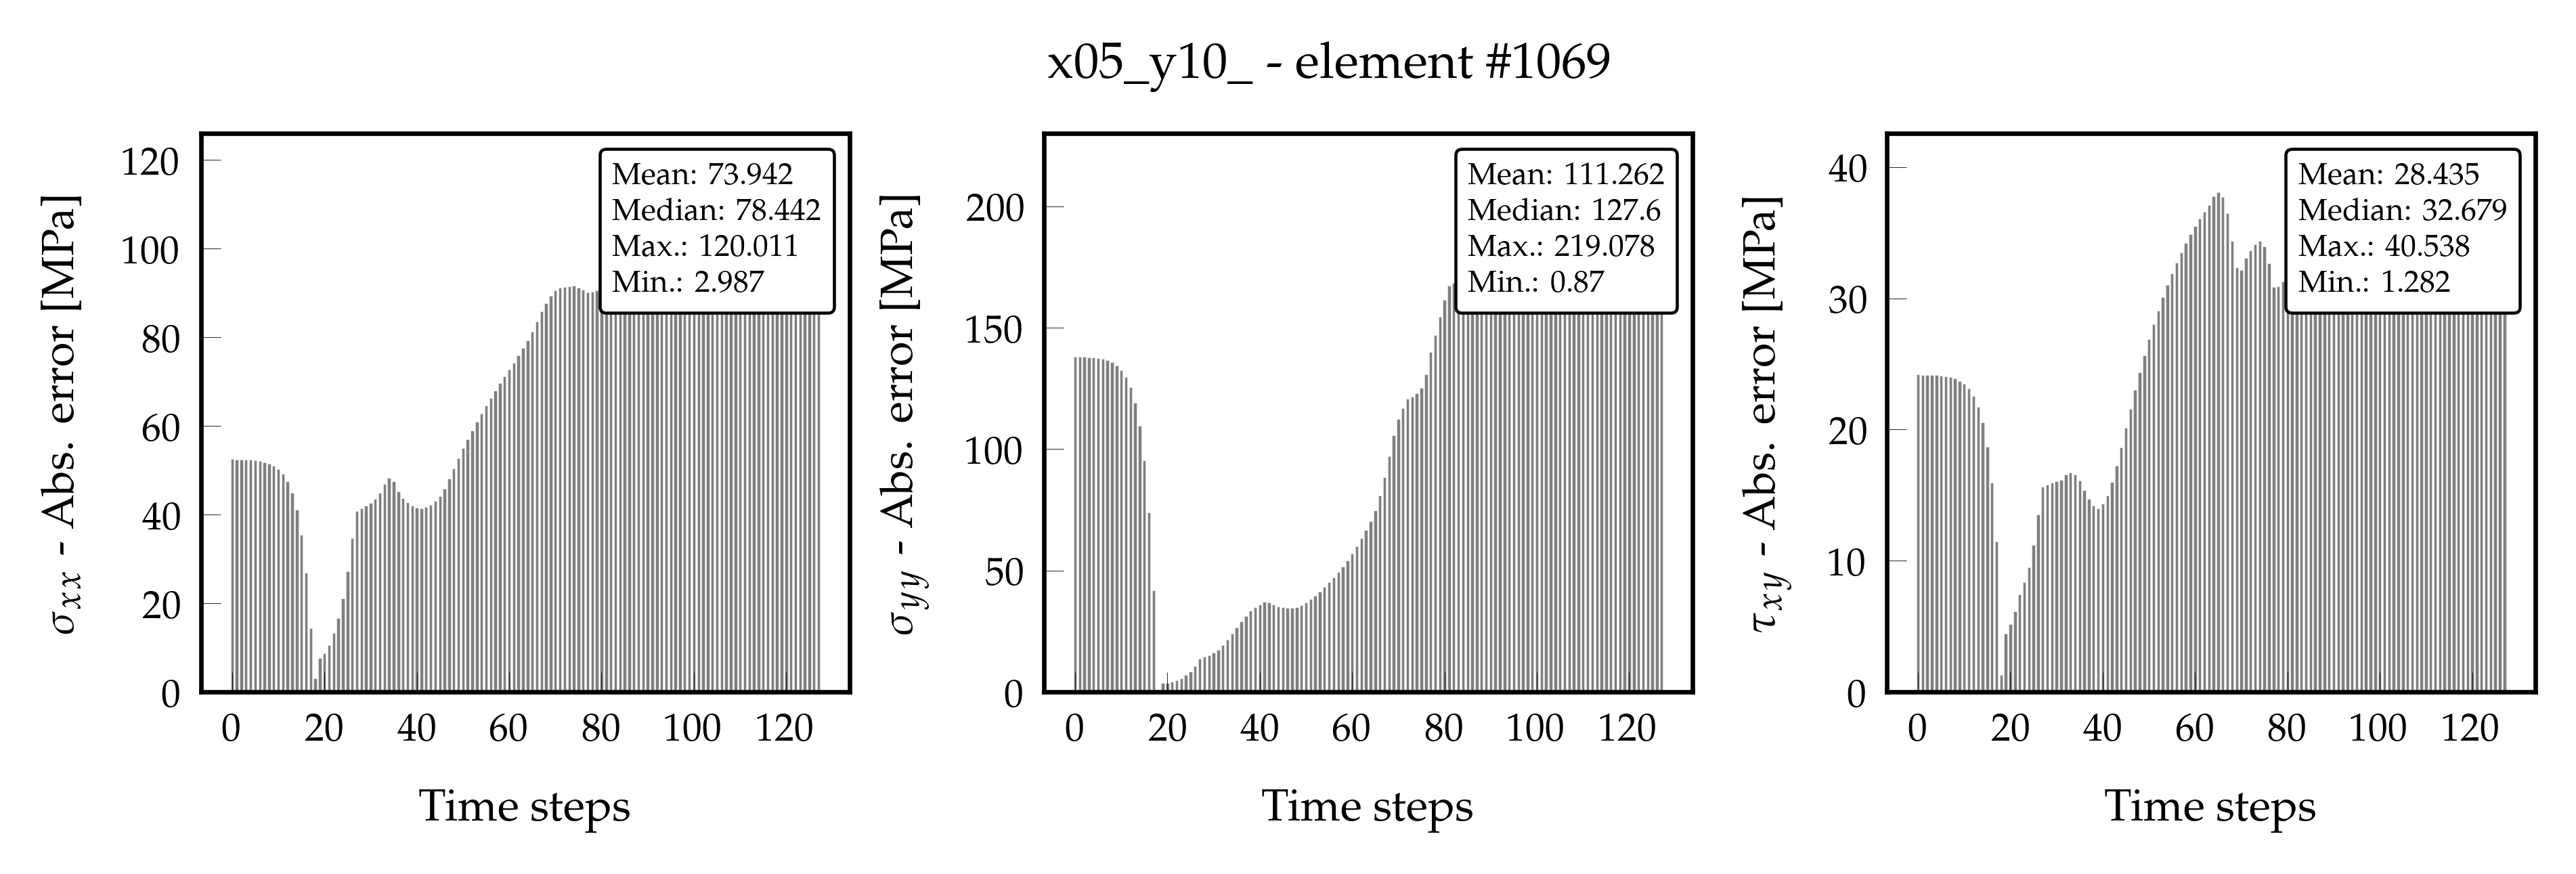 x05_y10_ - element #1069
σxx - Abs. error [MPa]
120
100
80
60
40
20
0
0 20 40 60 80 100 120
Time steps
Mean: 73.942
Median: 78.442
Max.: 120.011
Min.: 2.987
σyy - Abs. error [MPa]
200
150
100
50
0
0 20 40 60 80 100 120
Time steps
Mean: 111.262
Median: 127.6
Max.: 219.078
Min.: 0.87
τxy - Abs. error [MPa]
40
30
20
10
0
0 20 40 60 80 100 120
Time steps
Mean: 28.435
Median: 32.679
Max.: 40.538
Min.: 1.282